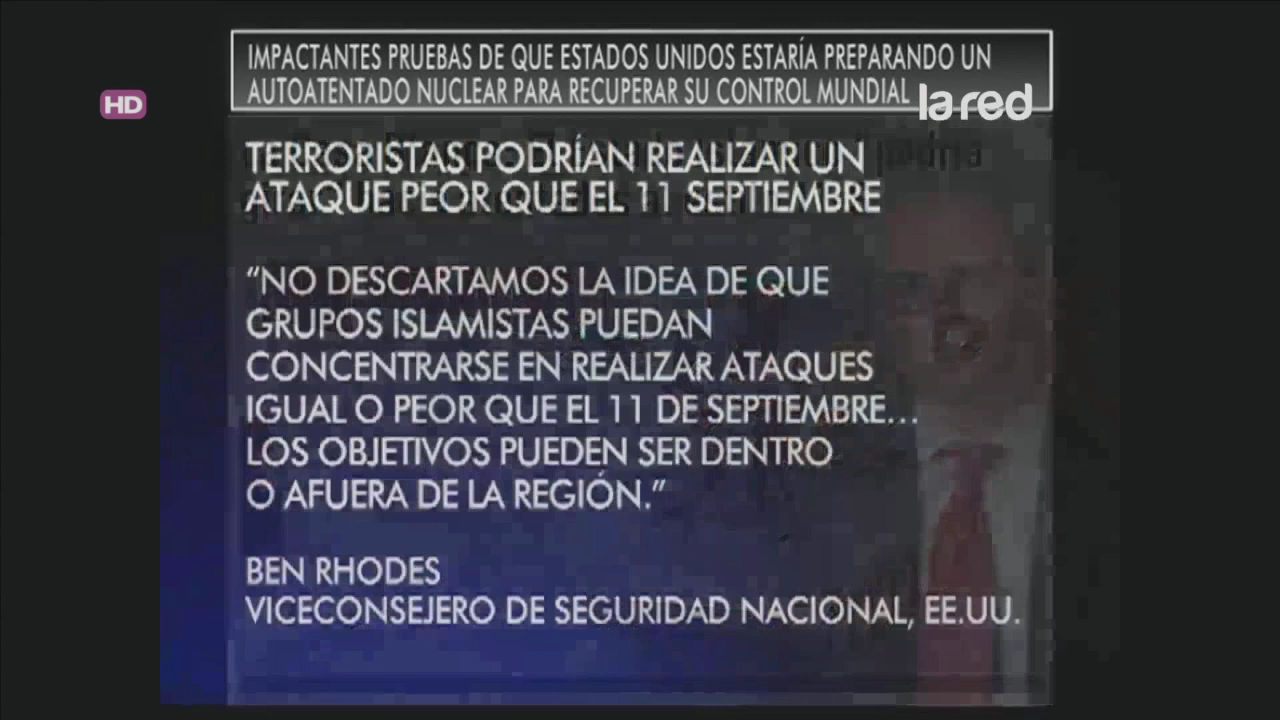 IMPACTANTES PRUEBAS DE QUE ESTADOS UNIDOS ESTARÍA PREPARANDO UN
AUTOATENTADO NUCLEAR PARA RECUPERAR SU CONTROL MUNDIAL
HD
la red
TERRORISTAS PODRÍAN REALIZAR UN
ATAQUE PEOR QUE EL 11 SEPTIEMBRE
“NO DESCARTAMOS LA IDEA DE QUE
GRUPOS ISLAMISTAS PUEDAN
CONCENTRARSE EN REALIZAR ATAQUES
IGUAL O PEOR QUE EL 11 DE SEPTIEMBRE...
LOS OBJETIVOS PUEDEN SER DENTRO
O AFUERA DE LA REGIÓN.”
BEN RHODES
VICECONSEJERO DE SEGURIDAD NACIONAL, EE.UU.